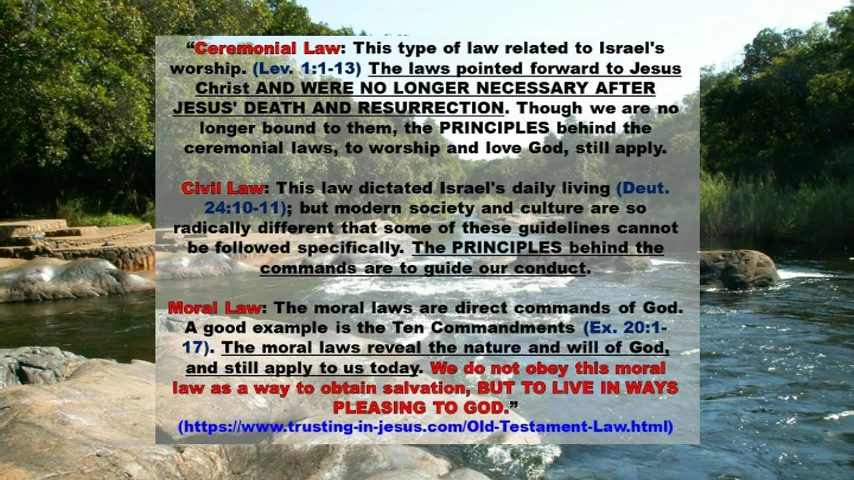 “Ceremonial Law: This type of law related to Israel's
worship. (Lev. 1:1-13) The laws pointed forward to Jesus
Christ AND WERE NO LONGER NECESSARY AFTER
JESUS' DEATH AND RESURRECTION. Though we are no
longer bound to them, the PRINCIPLES behind the
ceremonial laws, to worship and love God, still apply.
Civil Law: This law dictated Israel's daily living (Deut.
24:10-11); but modern society and culture are so
radically different that some of these guidelines cannot
be followed specifically. The PRINCIPLES behind the
commands are to guide our conduct.
Moral Law: The moral laws are direct commands of God.
A good example is the Ten Commandments (Ex. 20:1-
17). The moral laws reveal the nature and will of God,
and still apply to us today. We do not obey this moral
law as a way to obtain salvation, BUT TO LIVE IN WAYS
PLEASING TO GOD.”
(https://www.trusting-in-jesus.com/Old-Testament-Law.html)